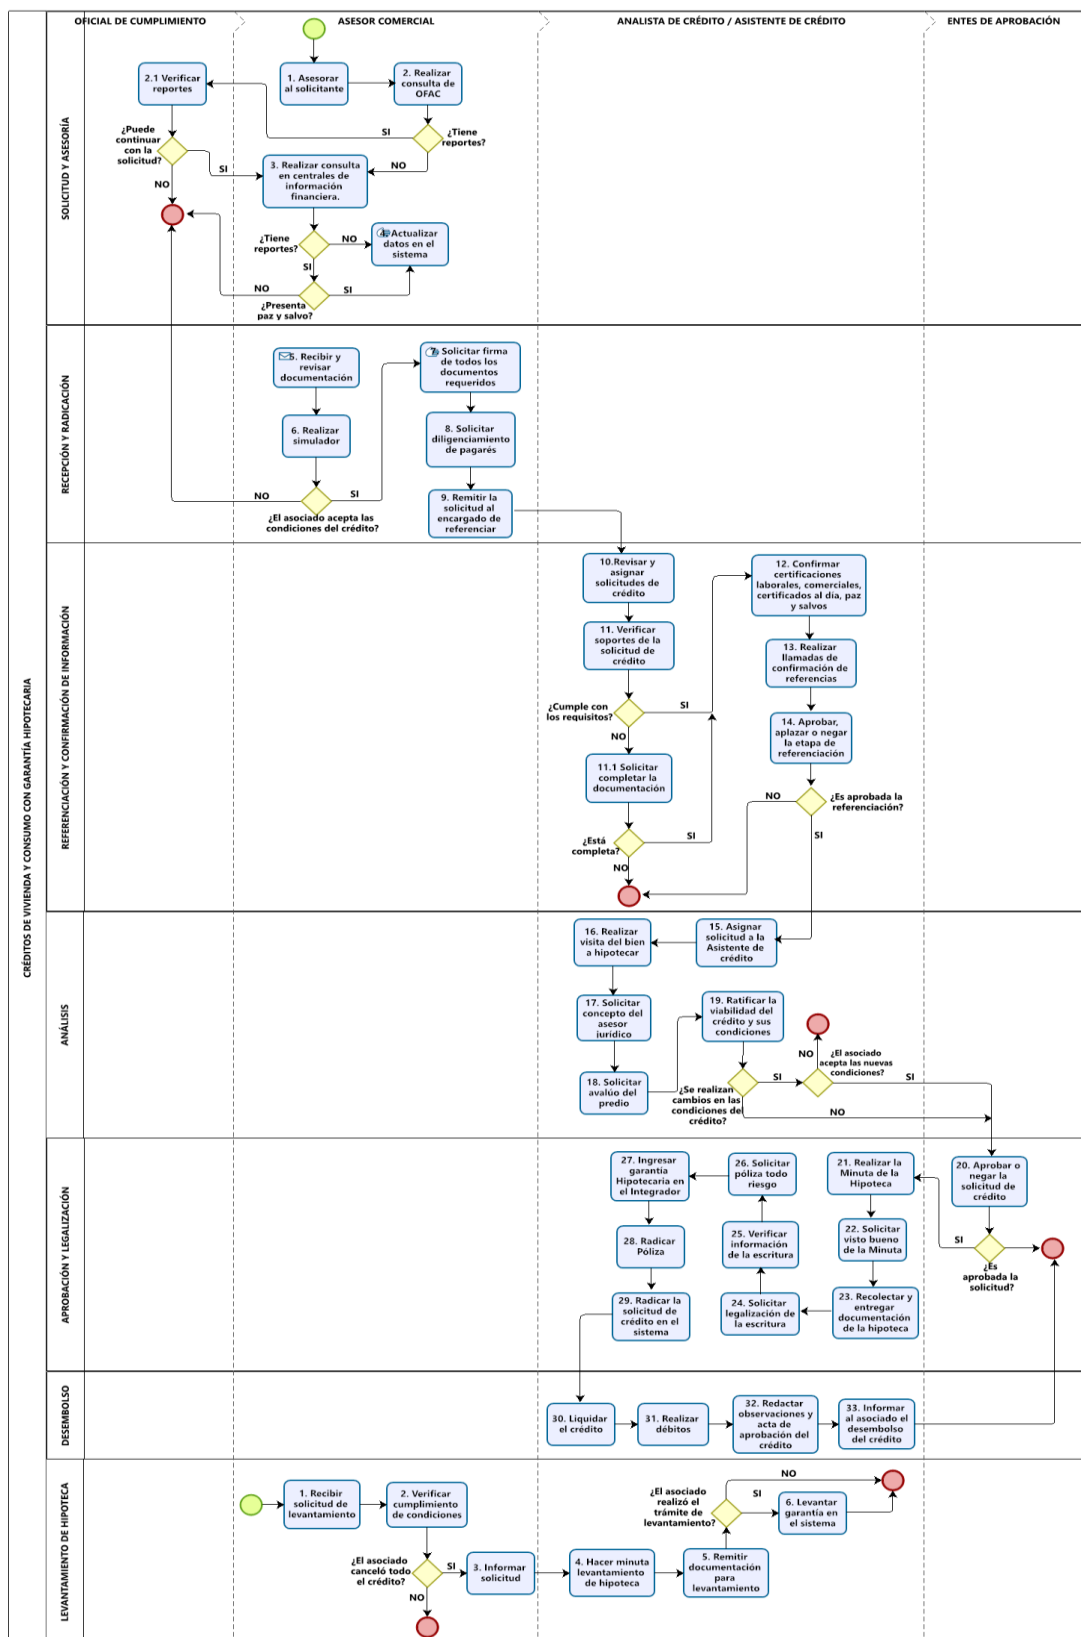 OFICIAL DE CUMPLIMIENTO
ASESOR COMERCIAL
ANALISTA DE CRÉDITO / ASISTENTE DE CRÉDITO
ENTES DE APROBACIÓN
CRÉDITOS DE VIVIENDA Y CONSUMO CON GARANTÍA HIPOTECARIA
SOLICITUD Y ASESORÍA
2.1 Verificar
reportes
1. Asesorar
al solicitante
2. Realizar
consulta de
OFAC
¿Puede
continuar
con la
solicitud?
SI
¿Tiene
reportes?
SI
NO
NO
3. Realizar consulta
en centrales de
información
financiera.
¿Tiene
reportes?
NO
4. Actualizar
datos en el
sistema
SI
NO
SI
¿Presenta
paz y salvo?
RECEPCIÓN Y RADICACIÓN
5. Recibir y
revisar
documentación
6. Realizar
simulador
NO
SI
¿El asociado acepta las
condiciones del crédito?
7. Solicitar firma
de todos los
documentos
requeridos
8. Solicitar
diligenciamiento
de pagarés
9. Remitir la
solicitud al
encargado de
referenciar
REFERENCIACIÓN Y CONFIRMACIÓN DE INFORMACIÓN
10.Revisar y
asignar
solicitudes de
crédito
11. Verificar
soportes de la
solicitud de
crédito
¿Cumple con
los requisitos?
SI
NO
11.1 Solicitar
completar la
documentación
¿Está
completa?
SI
NO
12. Confirmar
certificaciones
laborales, comerciales,
certificados al día, paz
y salvos
13. Realizar
llamadas de
confirmación de
referencias
14. Aprobar,
aplazar o negar
la etapa de
referenciación
NO
¿Es aprobada la
referenciación?
SI
ANÁLISIS
16. Realizar
visita del bien
a hipotecar
15. Asignar
solicitud a la
Asistente de
crédito
17. Solicitar
concepto del
asesor
jurídico
18. Solicitar
avalúo del
predio
19. Ratificar la
viabilidad del
crédito y sus
condiciones
¿Se realizan
cambios en las
condiciones del
crédito?
SI
NO
NO
¿El asociado
acepta las nuevas
condiciones?
SI
APROBACIÓN Y LEGALIZACIÓN
27. Ingresar
garantía
Hipotecaria en
el Integrador
26. Solicitar
póliza todo
riesgo
21. Realizar la
Minuta de la
Hipoteca
20. Aprobar o
negar la
solicitud de
crédito
28. Radicar
Póliza
25. Verificar
información
de la escritura
22. Solicitar
visto bueno
de la Minuta
SI
¿Es
aprobada la
solicitud?
29. Radicar la
solicitud de
crédito en el
sistema
24. Solicitar
legalización de
la escritura
23. Recolectar y
entregar
documentación
de la hipoteca
DESEMBOLSO
30. Liquidar
el crédito
31. Realizar
débitos
32. Redactar
observaciones y
acta de
aprobación del
crédito
33. Informar
al asociado el
desembolso
del crédito
LEVANTAMIENTO DE HIPOTECA
1. Recibir
solicitud de
levantamiento
2. Verificar
cumplimiento
de condiciones
¿El asociado
canceló todo
el crédito?
SI
NO
3. Informar
solicitud
4. Hacer minuta
levantamiento
de hipoteca
5. Remitir
documentación
para
levantamiento
¿El asociado
realizó el
trámite de
levantamiento?
NO
SI
6. Levantar
garantía en
el sistema